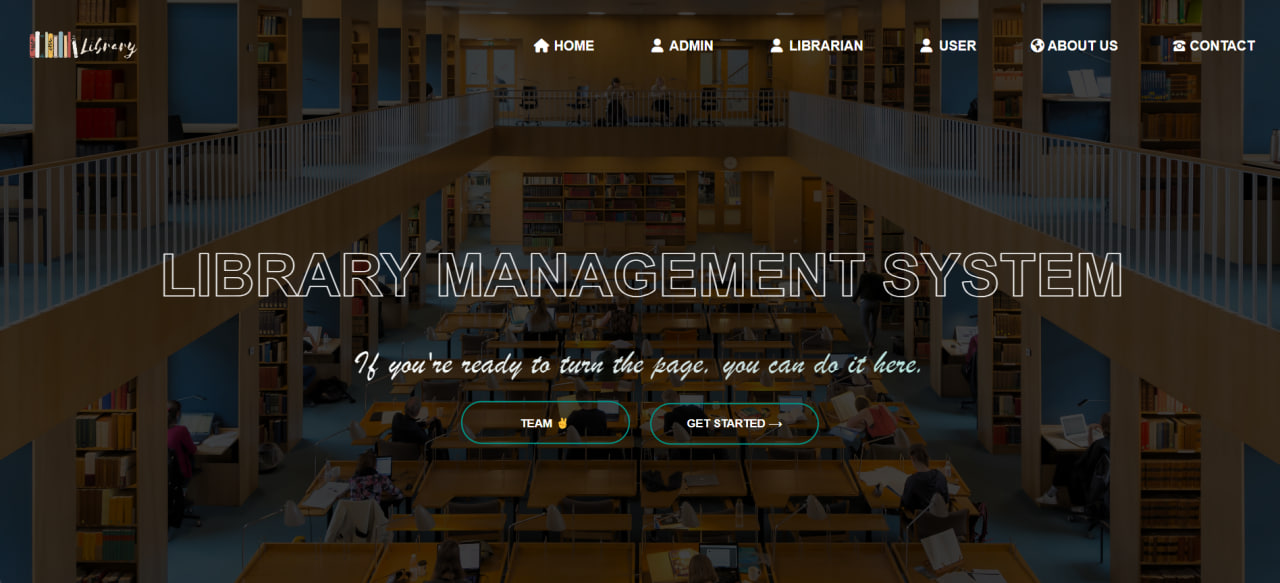 Library
HOME ADMIN LIBRARIAN USER ABOUT US CONTACT
LIBRARY MANAGEMENT SYSTEM
If you're ready to turn the page, you can do it here.
TEAM ✌
GET STARTED →